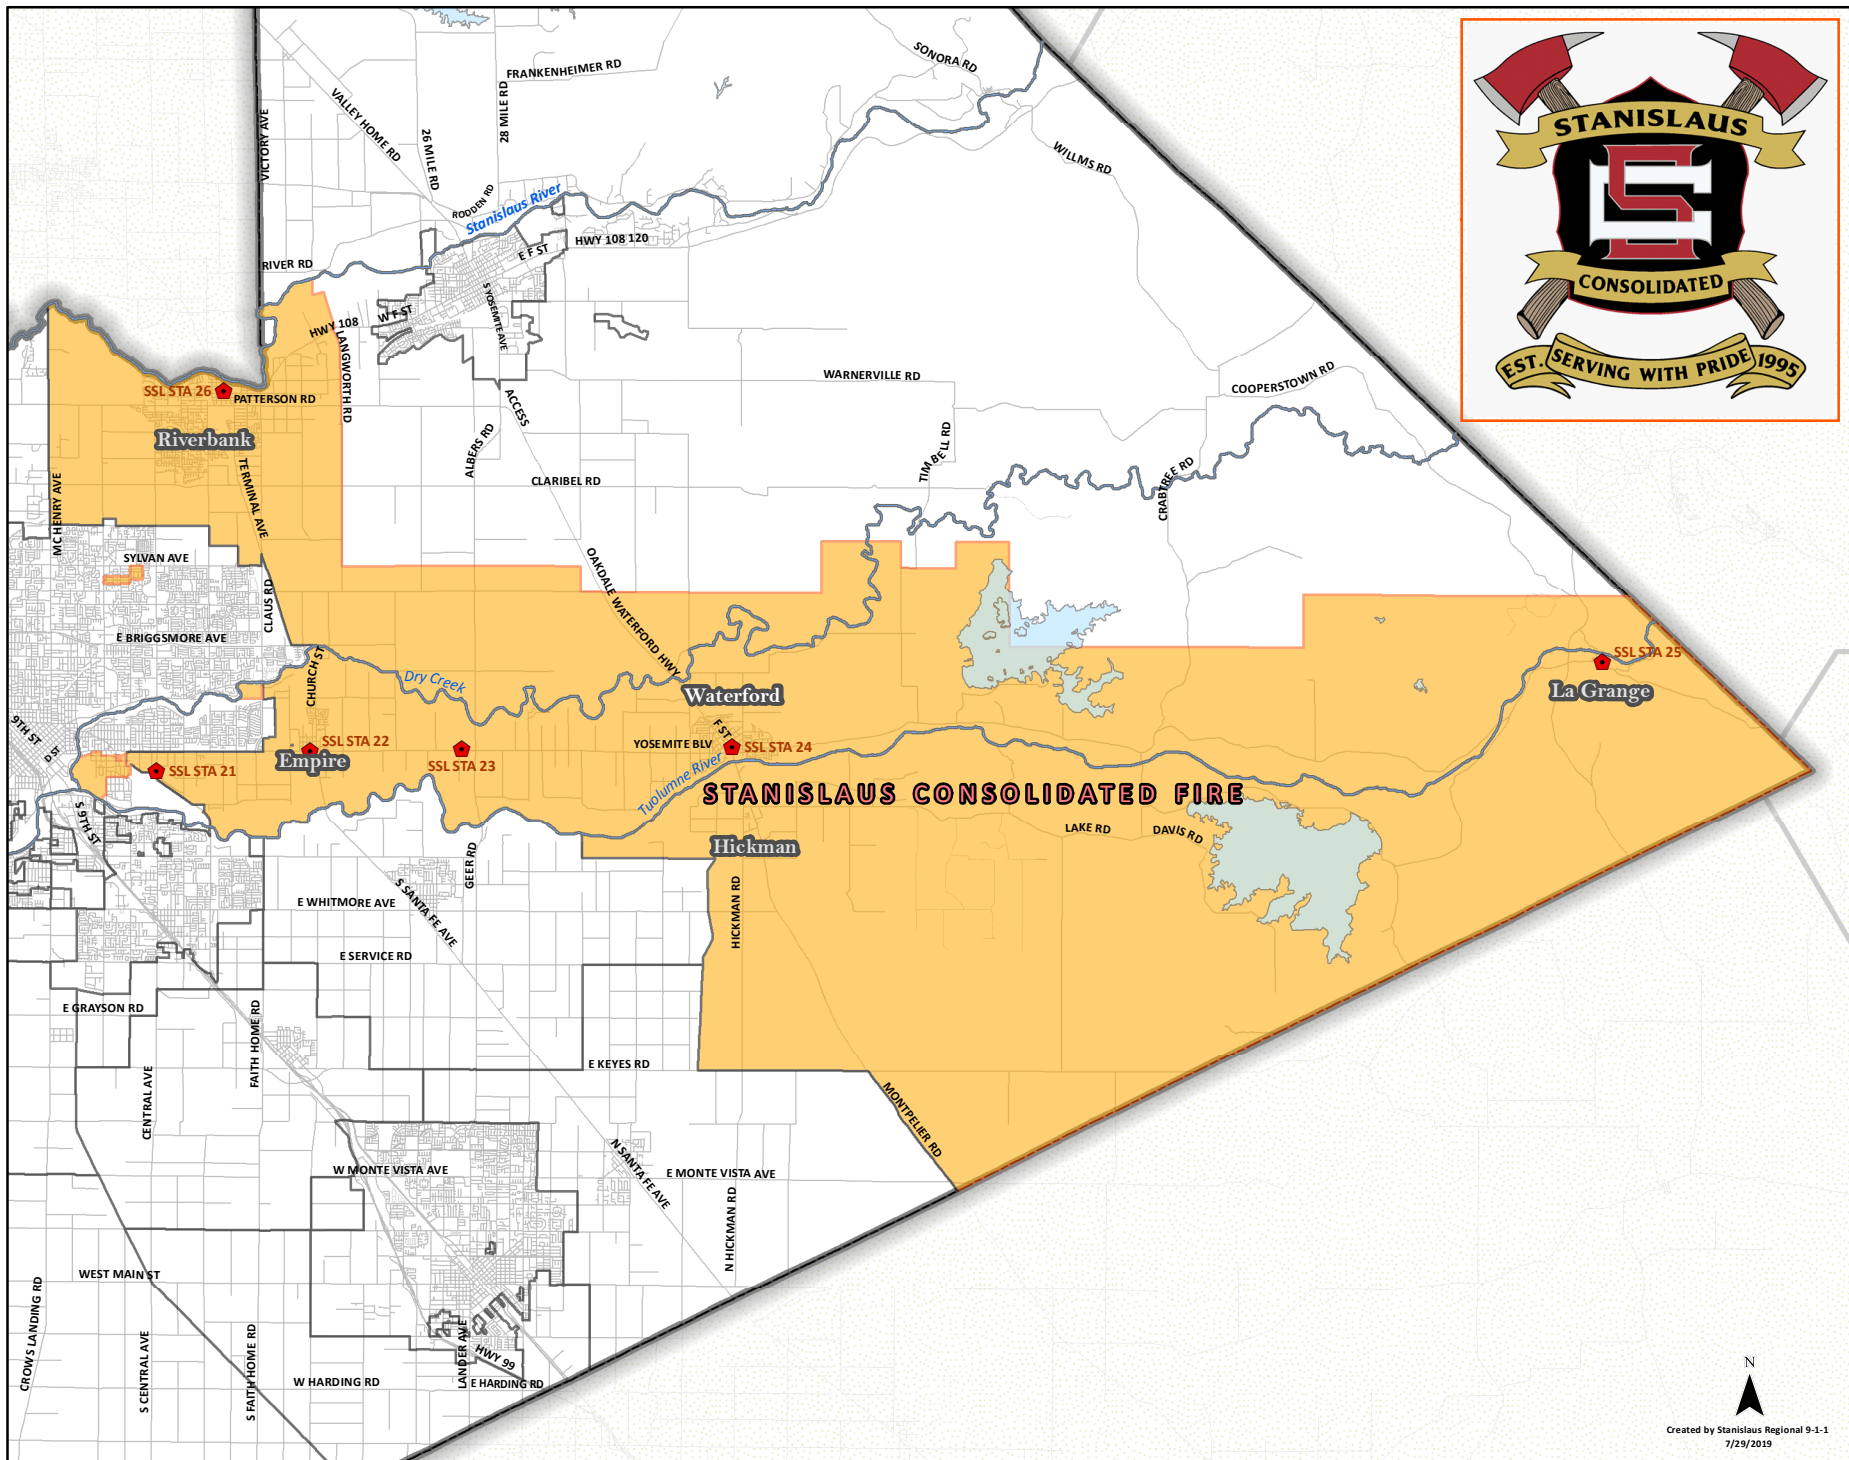 STANISLAUS
SC
CONSOLIDATED
EST. SERVING WITH PRIDE 1995
SONORA RD
FRANKENHEIMER RD
VALLEY HOME RD
28 MILE RD
26 MILE RD
VICTORY AVE
WILLMS RD
RODDEN RD
Stanislaus River
HWY 108 120
E F ST
RIVER RD
S YOSEMITE AVE
W F ST
HWY 108
LANGWORTH RD
WARNERVILLE RD
COOPERSTOWN RD
SSL STA 26
PATTERSON RD
ACCESS
Riverbank
ALBERS RD
TIM BELL RD
TERMINAL AVE
CLARIBEL RD
CRABTREE RD
MC HENRY AVE
SYLVAN AVE
OAKDALE WATERFORD HWY
CLAUS RD
E BRIGGSMORE AVE
CHURCH ST
Dry Creek
SSL STA 25
La Grange
Waterford
9TH ST
D ST
F ST
SSL STA 22
YOSEMITE BLV
SSL STA 24
Empire
SSL STA 23
SSL STA 21
Tuolumne River
STANISLAUS CONSOLIDATED FIRE
S 9TH ST
LAKE RD
DAVIS RD
Hickman
GEER RD
E WHITMORE AVE
S SANTA FE AVE
HICKMAN RD
E SERVICE RD
E GRAYSON RD
FAITH HOME RD
E KEYES RD
CENTRAL AVE
MONTPELIER RD
W MONTE VISTA AVE
N SANTA FE AVE
E MONTE VISTA AVE
N HICKMAN RD
WEST MAIN ST
CROWS LANDING RD
S CENTRAL AVE
S FAITH HOME RD
LANDER AVE
HWY 99
W HARDING RD
E HARDING RD
N
Created by Stanislaus Regional 9-1-1
7/29/2019